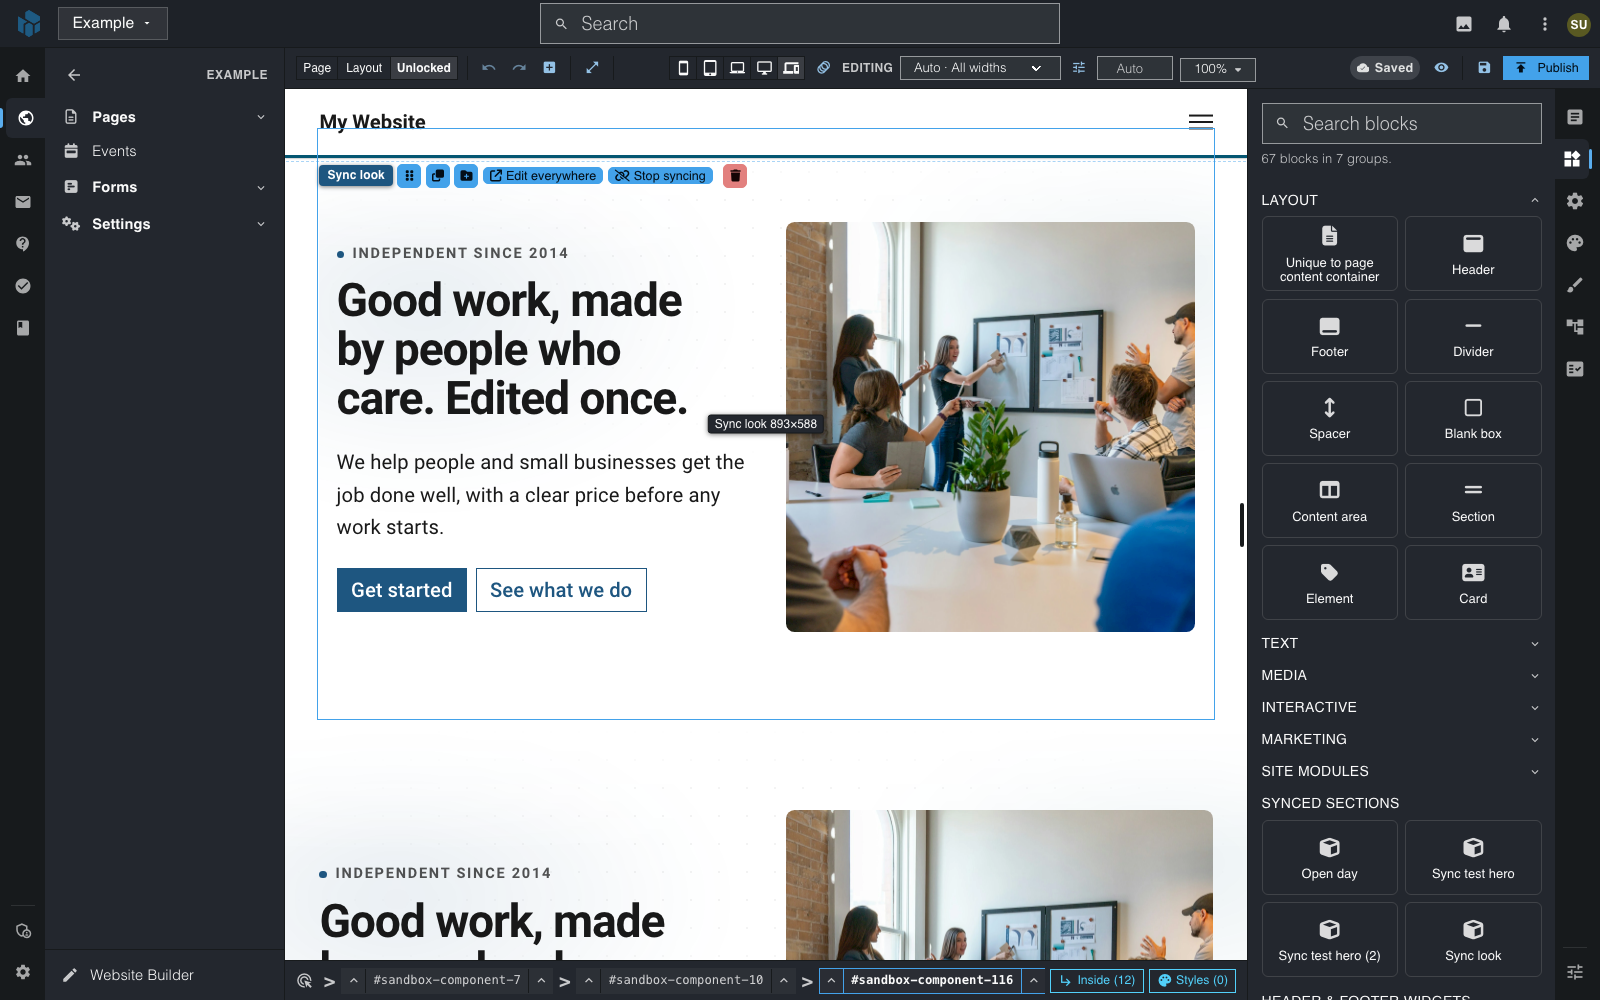 Example
Search
SU
EXAMPLE
Page
Layout
Unlocked
EDITING
Auto · All widths
Auto
100%
Saved
Publish
Pages
Events
Forms
Settings
Website Builder
My Website
Sync look
Edit everywhere
Stop syncing
INDEPENDENT SINCE 2014
Good work, made
by people who
care. Edited once.
Sync look 893×588
We help people and small businesses get the
job done well, with a clear price before any
work starts.
Get started
See what we do
INDEPENDENT SINCE 2014
Good work, made
#sandbox-component-7
#sandbox-component-10
#sandbox-component-116
Inside (12)
Styles (0)
Search blocks
67 blocks in 7 groups.
LAYOUT
Unique to page
content container
Header
Footer
Divider
Spacer
Blank box
Content area
Section
Element
Card
TEXT
MEDIA
INTERACTIVE
MARKETING
SITE MODULES
SYNCED SECTIONS
Open day
Sync test hero
Sync test hero (2)
Sync look
HEADER & FOOTER WIDGETS